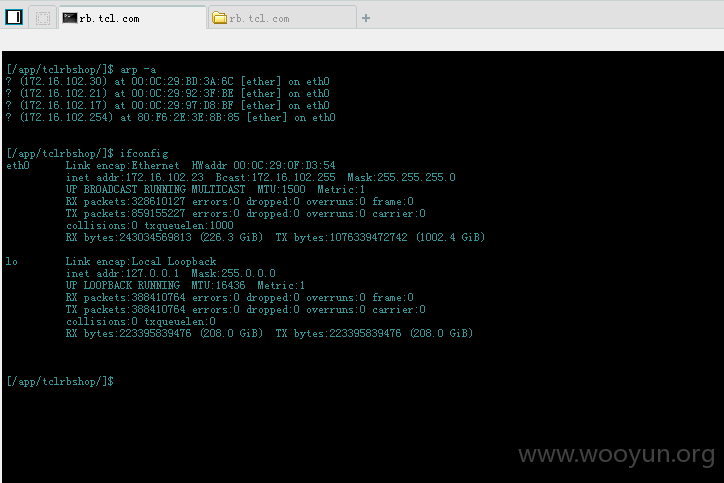 rb.tcl.com
rb.tcl.com
[/app/tclrbshop/]$ arp -a
? (172.16.102.30) at 00:0C:29:BD:3A:6C [ether] on eth0
? (172.16.102.21) at 00:0C:29:92:3F:BE [ether] on eth0
? (172.16.102.17) at 00:0C:29:97:D8:BF [ether] on eth0
? (172.16.102.254) at 80:F6:2E:3E:8B:85 [ether] on eth0
[/app/tclrbshop/]$ ifconfig
eth0 Link encap:Ethernet HWaddr 00:0C:29:0F:D3:54
inet addr:172.16.102.23 Bcast:172.16.102.255 Mask:255.255.255.0
UP BROADCAST RUNNING MULTICAST MTU:1500 Metric:1
RX packets:328610127 errors:0 dropped:0 overruns:0 frame:0
TX packets:859155227 errors:0 dropped:0 overruns:0 carrier:0
collisions:0 txqueuelen:1000
RX bytes:243034569813 (226.3 GiB) TX bytes:1076339472742 (1002.4 GiB)
lo Link encap:Local Loopback
inet addr:127.0.0.1 Mask:255.0.0.0
UP LOOPBACK RUNNING MTU:16436 Metric:1
RX packets:388410764 errors:0 dropped:0 overruns:0 frame:0
TX packets:388410764 errors:0 dropped:0 overruns:0 carrier:0
collisions:0 txqueuelen:0
RX bytes:223395839476 (208.0 GiB) TX bytes:223395839476 (208.0 GiB)
[/app/tclrbshop/]$
www.wooyun.org